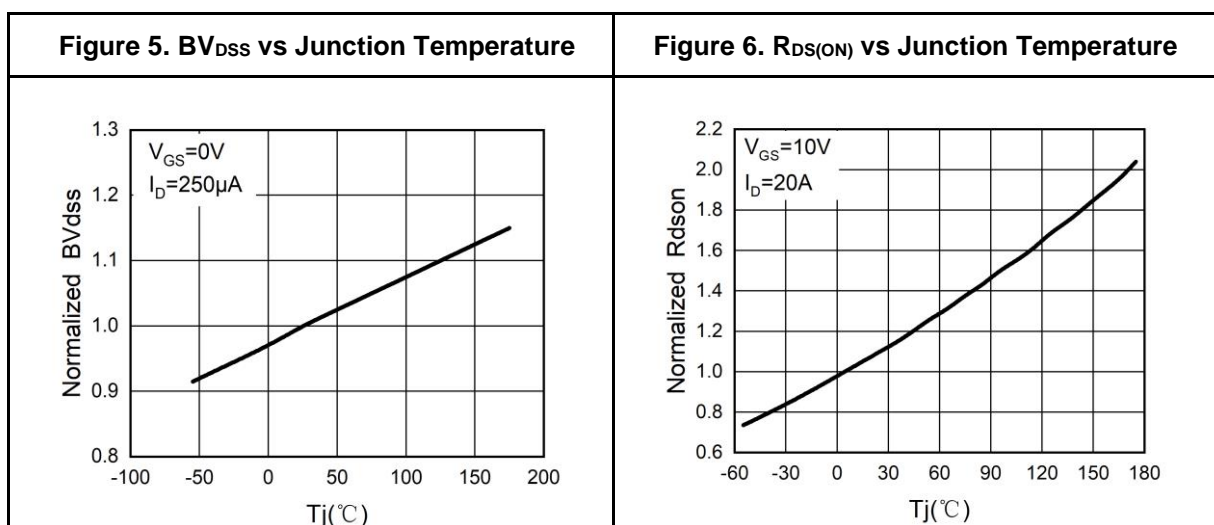 Figure 5. BVDSS vs Junction Temperature
Figure 6. RDS(ON) vs Junction Temperature
1.3
1.2
1.1
1.0
0.9
0.8
Normalized BVdss
VGS=0V
ID=250μA
-100 -50 0 50 100 150 200
Tj(℃)
2.2
2.0
1.8
1.6
1.4
1.2
1.0
0.8
0.6
Normalized Rdson
VGS=10V
ID=20A
-60 -30 0 30 60 90 120 150 180
Tj(℃)